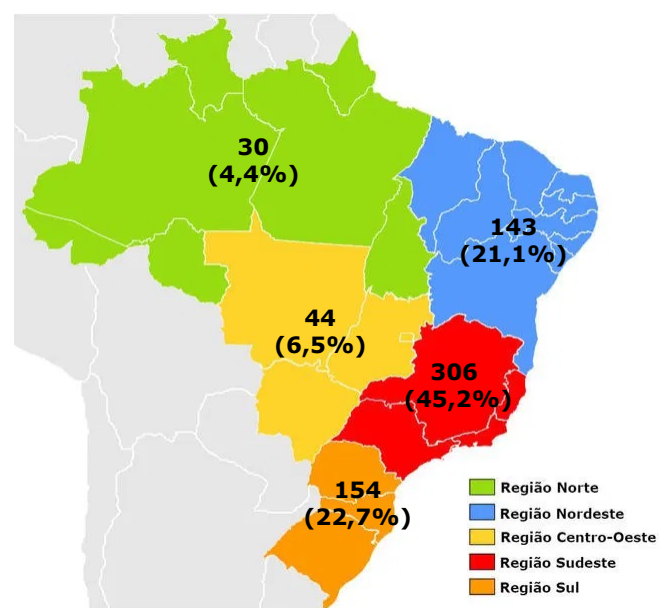 30
(4,4%)
143
(21,1%)
44
(6,5%)
306
(45,2%)
154
(22,7%)
Região Norte
Região Nordeste
Região Centro-Oeste
Região Sudeste
Região Sul